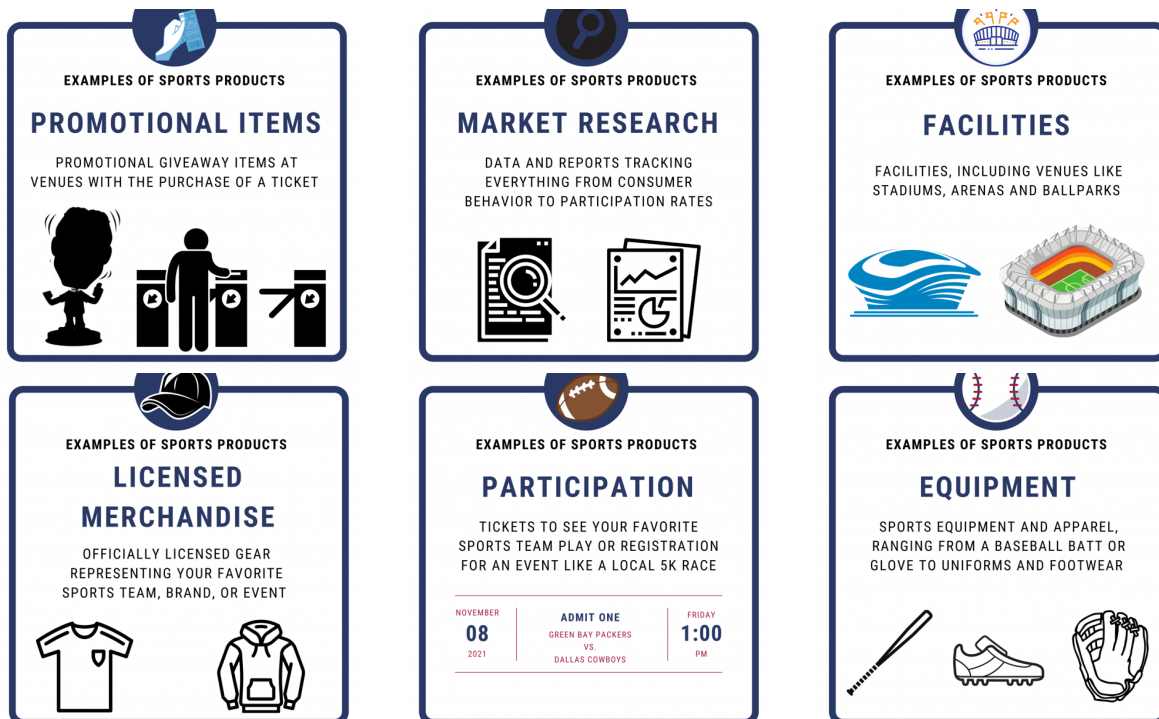 EXAMPLES OF SPORTS PRODUCTS
PROMOTIONAL ITEMS
PROMOTIONAL GIVEAWAY ITEMS AT
VENUES WITH THE PURCHASE OF A TICKET
EXAMPLES OF SPORTS PRODUCTS
MARKET RESEARCH
DATA AND REPORTS TRACKING
EVERYTHING FROM CONSUMER
BEHAVIOR TO PARTICIPATION RATES
EXAMPLES OF SPORTS PRODUCTS
FACILITIES
FACILITIES, INCLUDING VENUES LIKE
STADIUMS, ARENAS AND BALLPARKS
EXAMPLES OF SPORTS PRODUCTS
LICENSED
MERCHANDISE
OFFICIALLY LICENSED GEAR
REPRESENTING YOUR FAVORITE
SPORTS TEAM, BRAND, OR EVENT
EXAMPLES OF SPORTS PRODUCTS
PARTICIPATION
TICKETS TO SEE YOUR FAVORITE
SPORTS TEAM PLAY OR REGISTRATION
FOR AN EVENT LIKE A LOCAL 5K RACE
NOVEMBER
08
2021
ADMIT ONE
GREEN BAY PACKERS
VS.
DALLAS COWBOYS
FRIDAY
1:00
PM
EXAMPLES OF SPORTS PRODUCTS
EQUIPMENT
SPORTS EQUIPMENT AND APPAREL,
RANGING FROM A BASEBALL BATT OR
GLOVE TO UNIFORMS AND FOOTWEAR